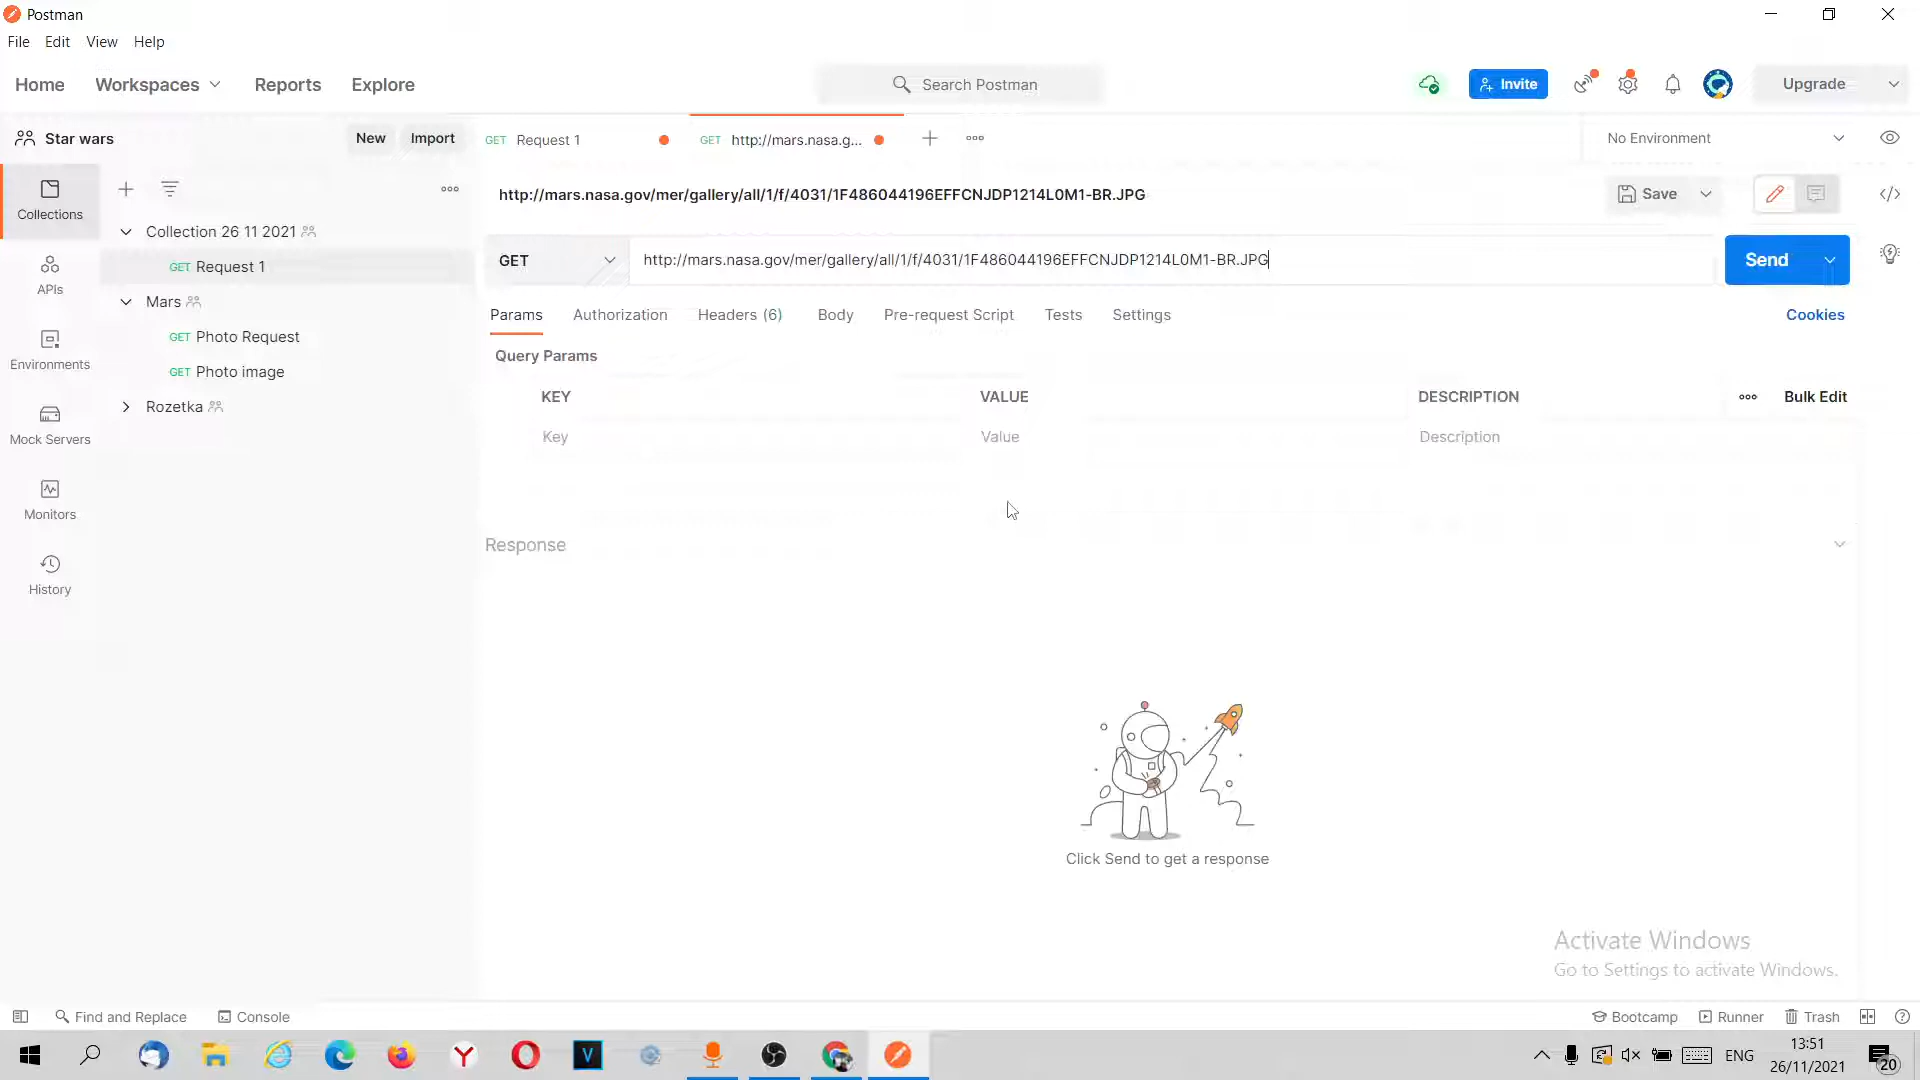 Postman
File Edit View Help
Home Workspaces Reports Explore Search Postman Invite Upgrade
Star wars New Import GET Request 1 GET http://mars.nasa.g... No Environment
http://mars.nasa.gov/mer/gallery/all/1/f/4031/1F486044196EFFCNJDP1214L0M1-BR.JPG Save
Collections
Collection 26 11 2021
GET Request 1
GET http://mars.nasa.gov/mer/gallery/all/1/f/4031/1F486044196EFFCNJDP1214L0M1-BR.JPG Send
APIs
Mars
Params Authorization Headers (6) Body Pre-request Script Tests Settings Cookies
GET Photo Request
Query Params
Environments
GET Photo image
KEY VALUE DESCRIPTION Bulk Edit
Rozetka
Key Value Description
Mock Servers
Monitors
Response
History
Click Send to get a response
Activate Windows
Go to Settings to activate Windows.
Find and Replace Console Bootcamp Runner Trash
ENG
13:51
26/11/2021
20